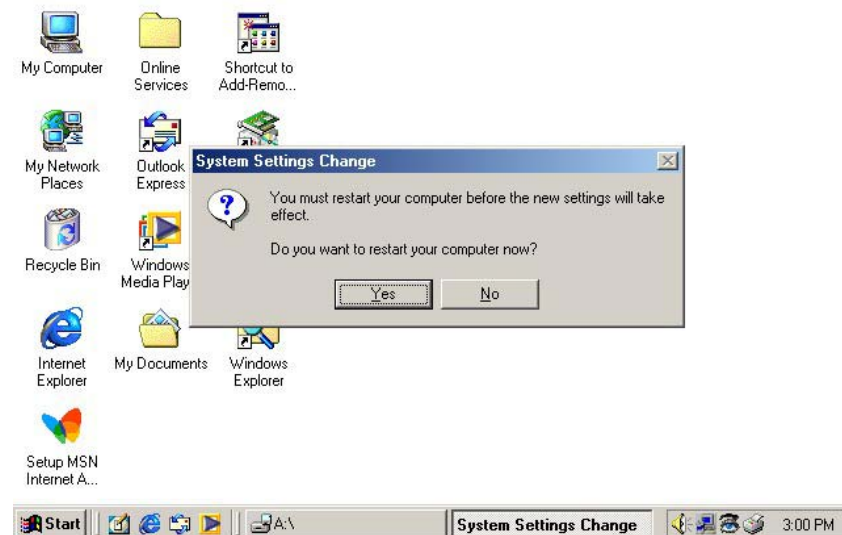 My Computer
Online
Services
Shortcut to
Add-Remo...
My Network
Places
Outlook
Express
System Settings Change
You must restart your computer before the new settings will take
effect.
Do you want to restart your computer now?
Yes
No
Recycle Bin
Windows
Media Play
Internet
Explorer
My Documents
Windows
Explorer
Setup MSN
Internet A...
Start
A:\
System Settings Change
3:00 PM